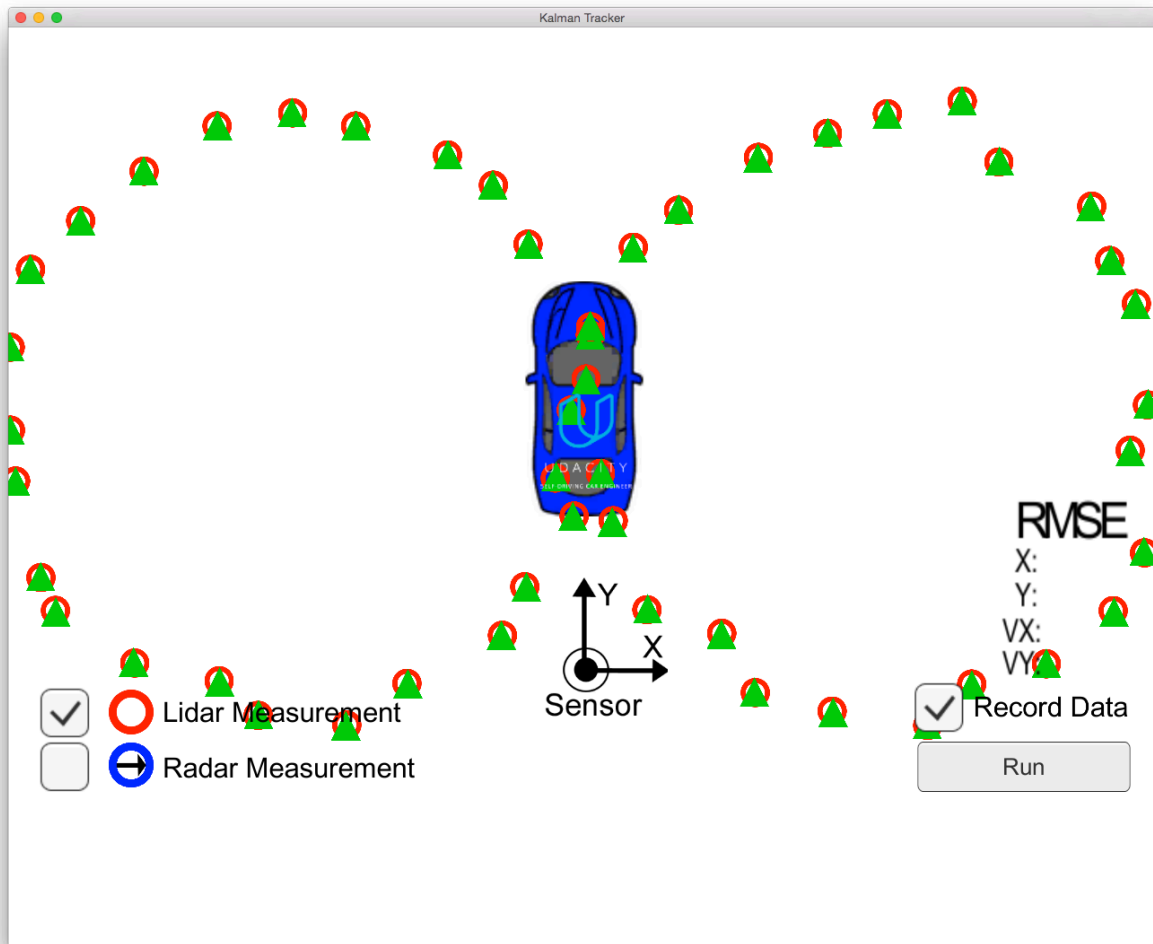 Kalman Tracker
UDACITY
SELF DRIVING CAR ENGINEER
RMSE
X:
Y:
VX:
VY:
Y
X
Sensor
Lidar Measurement
Radar Measurement
Record Data
Run